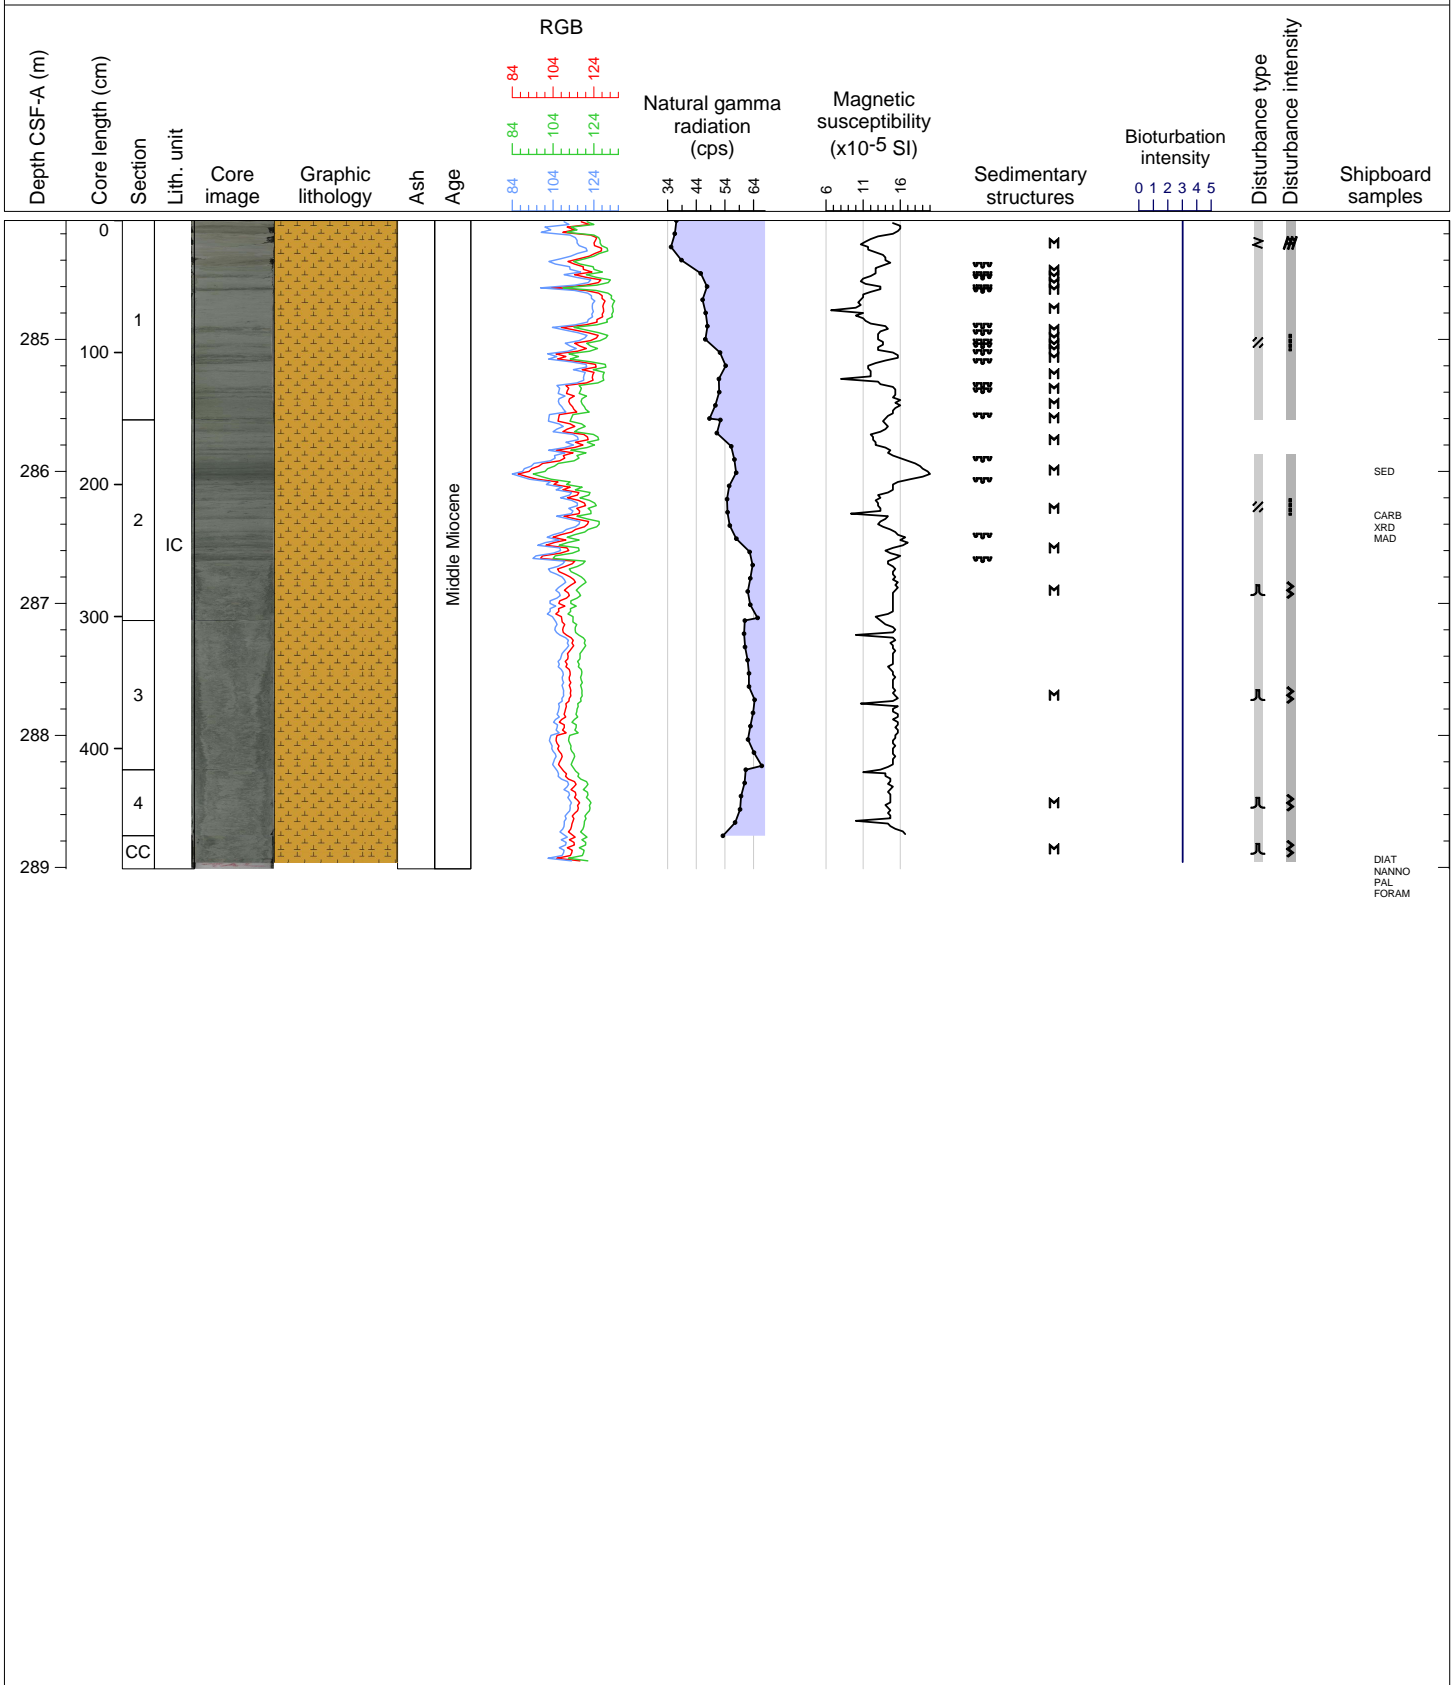 Depth CSF-A (m)
Core length (cm)
Section
Lith. unit
Core
image
Graphic
lithology
Ash
Age
RGB
84 104 124
84 104 124
84 104 124
Natural gamma
radiation
(cps)
34 44 54 64
Magnetic
susceptibility
(x10-5 SI)
6 11 16
Sedimentary
structures
Bioturbation
intensity
0 1 2 3 4 5
Disturbance type
Disturbance intensity
Shipboard
samples
285
286
287
288
289
0
100
200
300
400
1
2
3
4
CC
IC
Middle Miocene
SED
CARB
XRD
MAD
DIAT
NANNO
PAL
FORAM